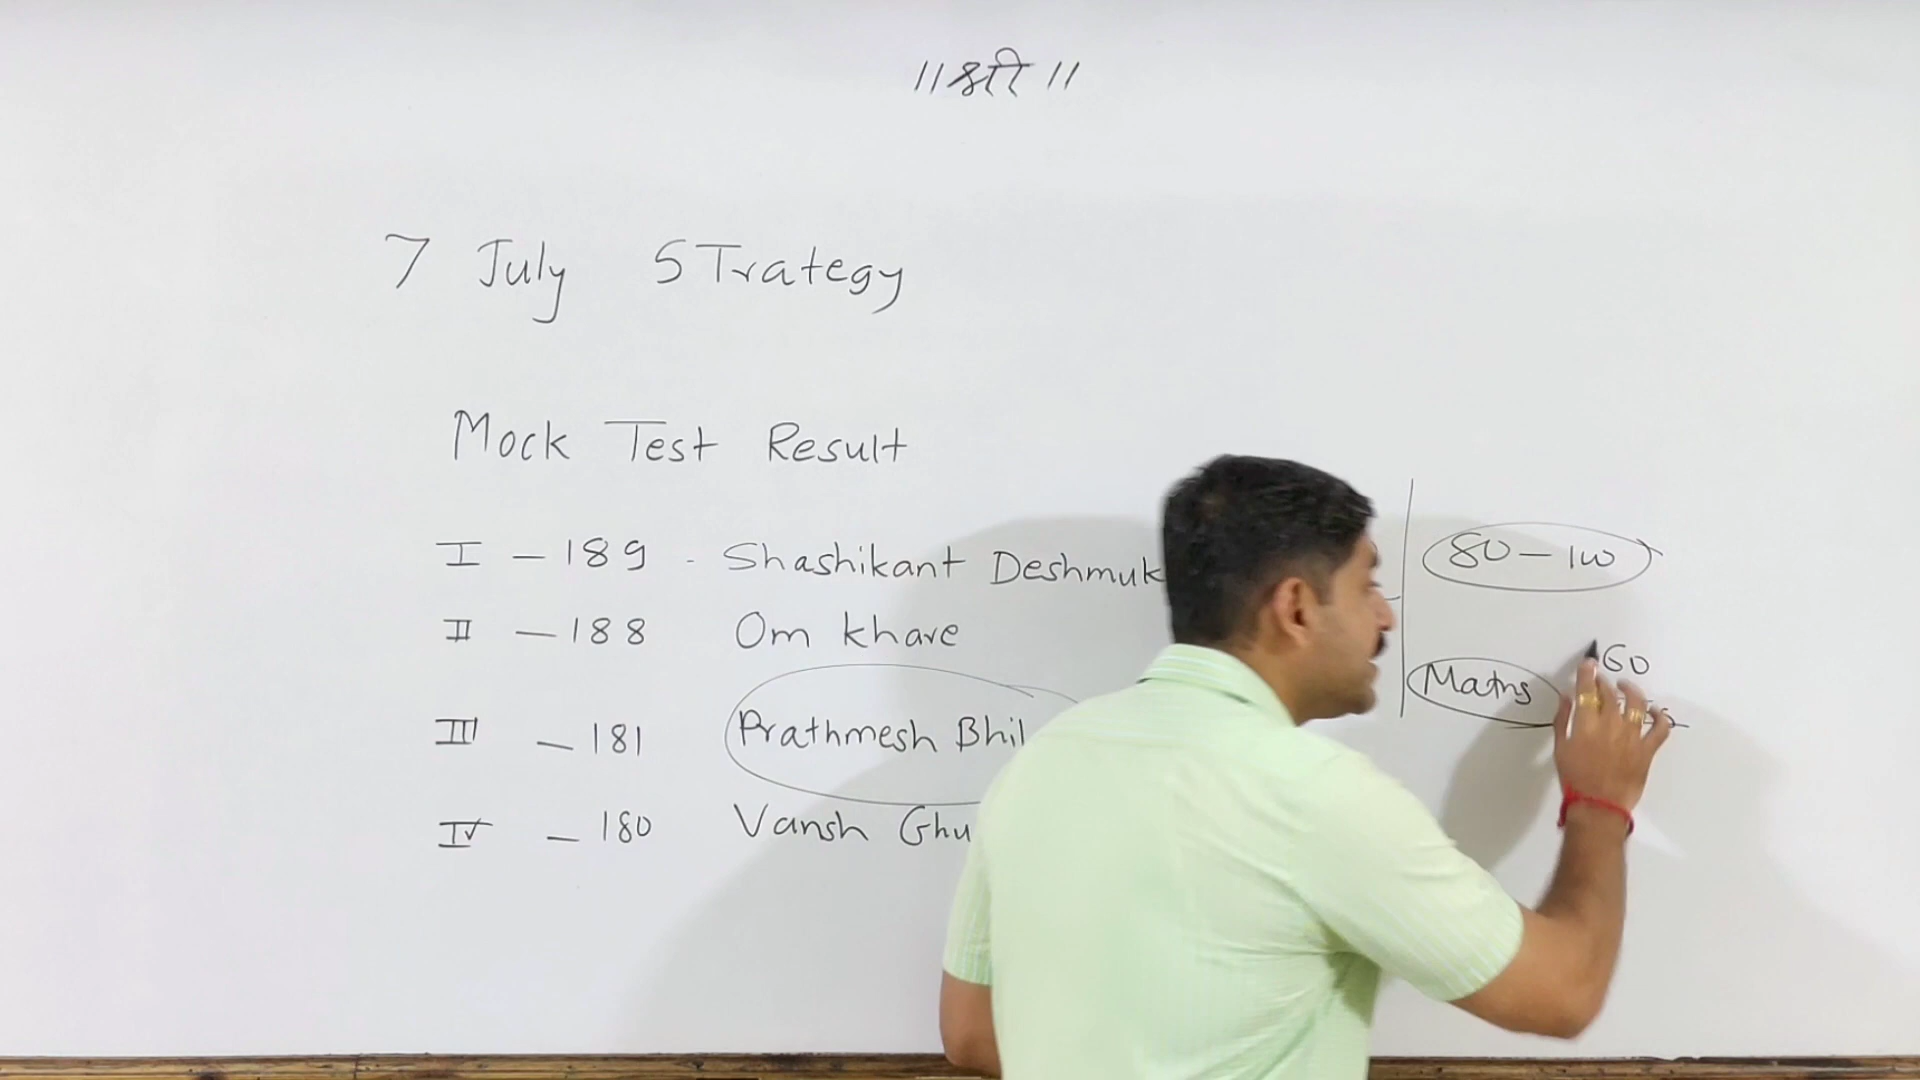 ॥ श्री ॥
7 July STrategy
Mock Test Result
I - 189 - Shashikant Deshmuk
II - 188 Om khare
III - 181 Prathmesh Bhil
IV - 180 Vansh Ghu
80 - 100
60
Maths